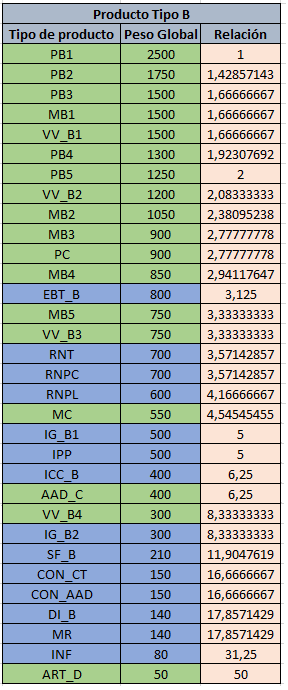 Producto Tipo B
Tipo de producto Peso Global Relación
PB1 2500 1
PB2 1750 1,42857143
PB3 1500 1,66666667
MB1 1500 1,66666667
VV_B1 1500 1,66666667
PB4 1300 1,92307692
PB5 1250 2
VV_B2 1200 2,08333333
MB2 1050 2,38095238
MB3 900 2,77777778
PC 900 2,77777778
MB4 850 2,94117647
EBT_B 800 3,125
MB5 750 3,33333333
VV_B3 750 3,33333333
RNT 700 3,57142857
RNPC 700 3,57142857
RNPL 600 4,16666667
MC 550 4,54545455
IG_B1 500 5
IPP 500 5
ICC_B 400 6,25
AAD_C 400 6,25
VV_B4 300 8,33333333
IG_B2 300 8,33333333
SF_B 210 11,9047619
CON_CT 150 16,6666667
CON_AAD 150 16,6666667
DI_B 140 17,8571429
MR 140 17,8571429
INF 80 31,25
ART_D 50 50